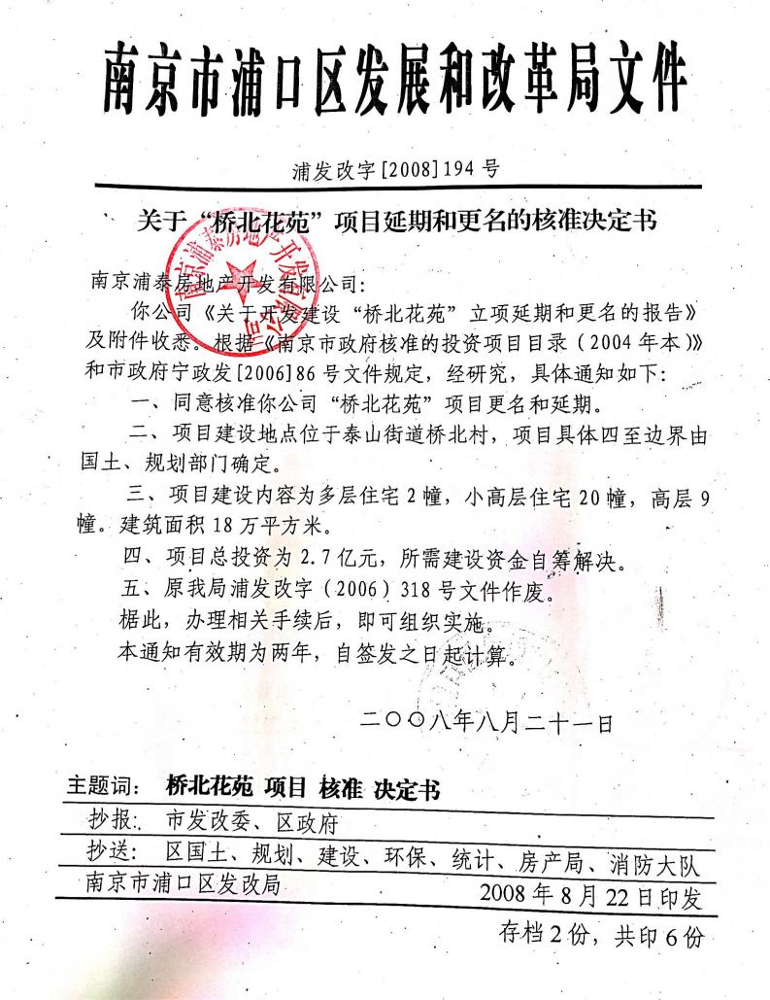 南京市浦口区发展和改革局文件
浦发改字[2008]194号
关于“桥北花苑”项目延期和更名的核准决定书
南京浦泰房地产开发有限公司
南京浦泰房地产开发有限公司:
你公司《关于开发建设“桥北花苑”立项延期和更名的报告》
及附件收悉。根据《南京市政府核准的投资项目目录(2004年本)》
和市政府宁政发[2006]86号文件规定,经研究,具体通知如下:
一、同意核准你公司“桥北花苑”项目更名和延期。
二、项目建设地点位于泰山街道桥北村,项目具体四至边界由
国土、规划部门确定。
三、项目建设内容为多层住宅2幢,小高层住宅20幢,高层9
幢。建筑面积18万平方米。
四、项目总投资为2.7亿元,所需建设资金自筹解决。
五、原我局浦发改字(2006)318号文件作废。
椐此,办理相关手续后,即可组织实施。
本通知有效期为两年,自签发之日起计算。
二〇〇八年八月二十一日
主题词: 桥北花苑 项目 核准 决定书
抄报: 市发改委、区政府
抄送: 区国土、规划、建设、环保、统计、房产局、消防大队
南京市浦口区发改局 2008年8月22日印发
存档2份,共印6份